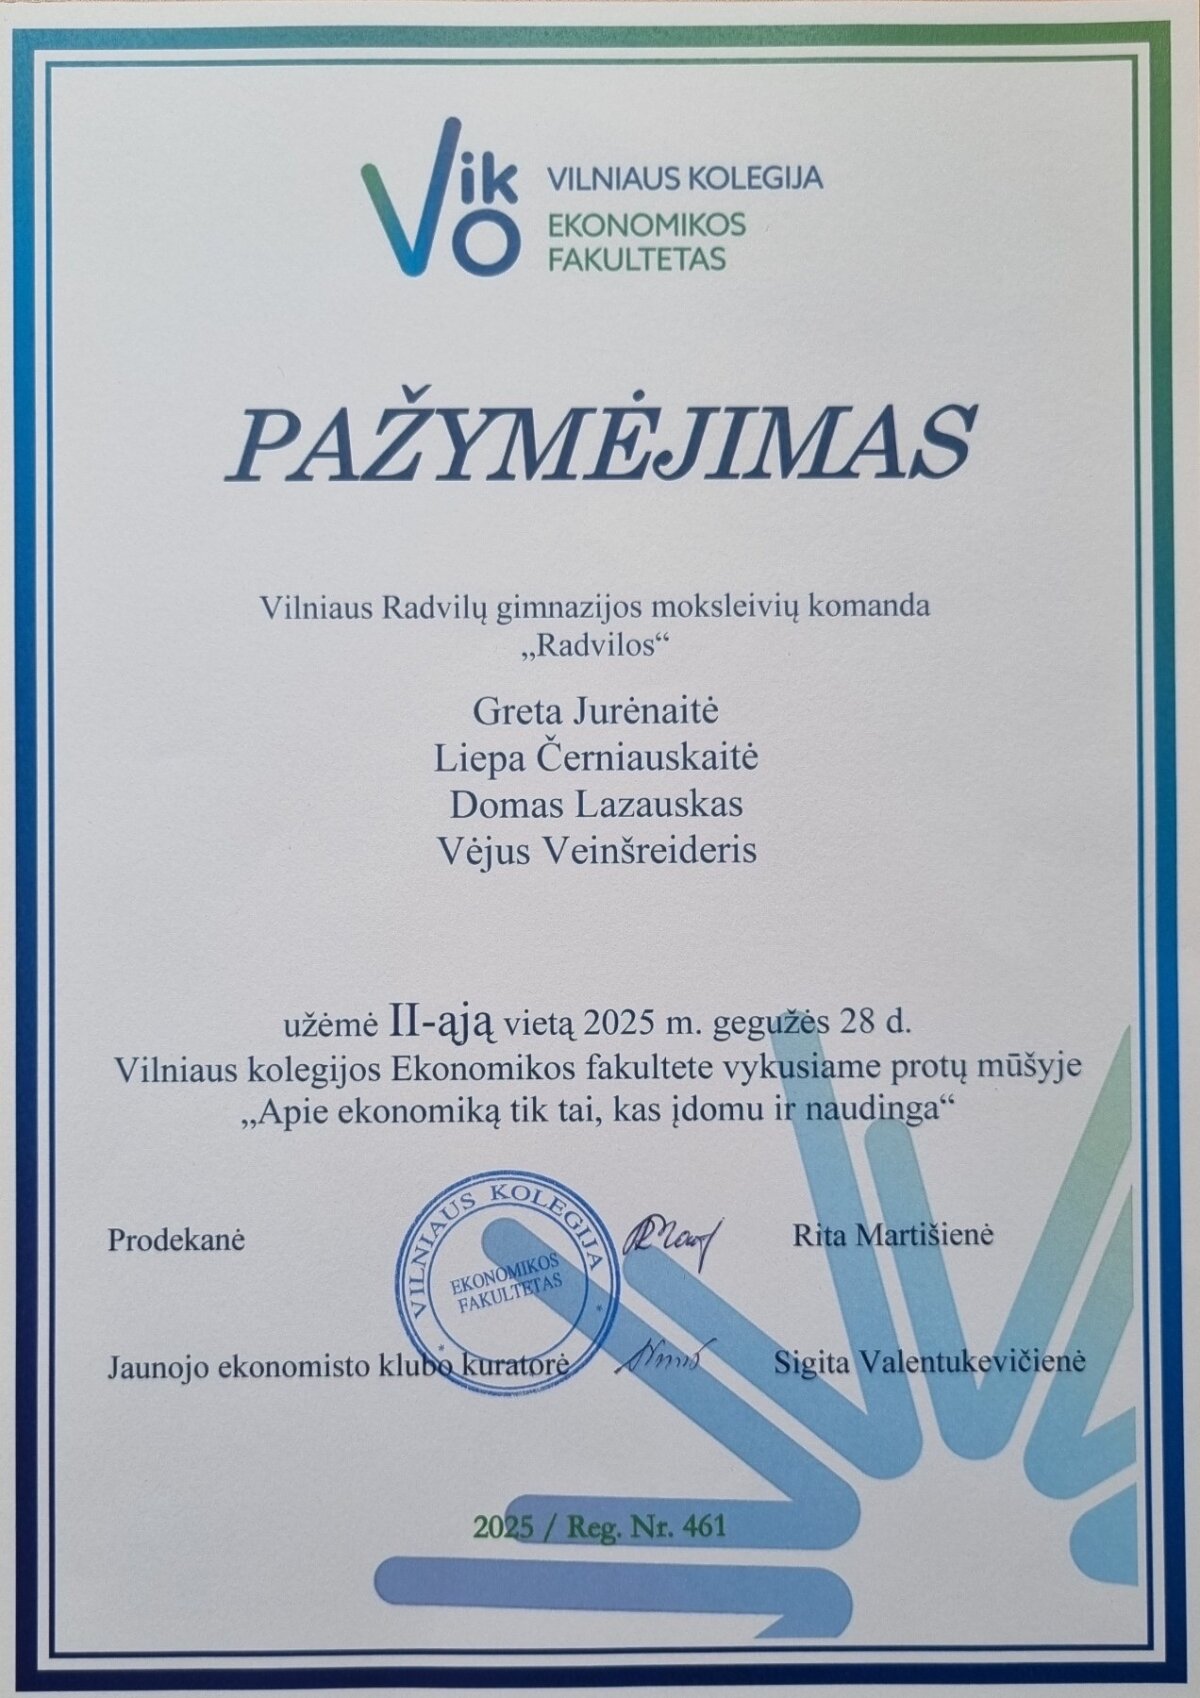 Vik
O
VILNIAUS KOLEGIJA
EKONOMIKOS
FAKULTETAS
PAŽYMĖJIMAS
Vilniaus Radvilų gimnazijos moksleivių komanda
„Radvilos“
Greta Jurėnaitė
Liepa Černiauskaitė
Domas Lazauskas
Vėjus Veinšreideris
užėmė II-ąją vietą 2025 m. gegužės 28 d.
Vilniaus kolegijos Ekonomikos fakultete vykusiame protų mūšyje
„Apie ekonomiką tik tai, kas įdomu ir naudinga“
Prodekanė
Rita Martišienė
VILNIAUS KOLEGIJA
EKONOMIKOS
FAKULTETAS
Jaunojo ekonomisto klubo kuratorė
Sigita Valentukevičienė
2025 / Reg. Nr. 461